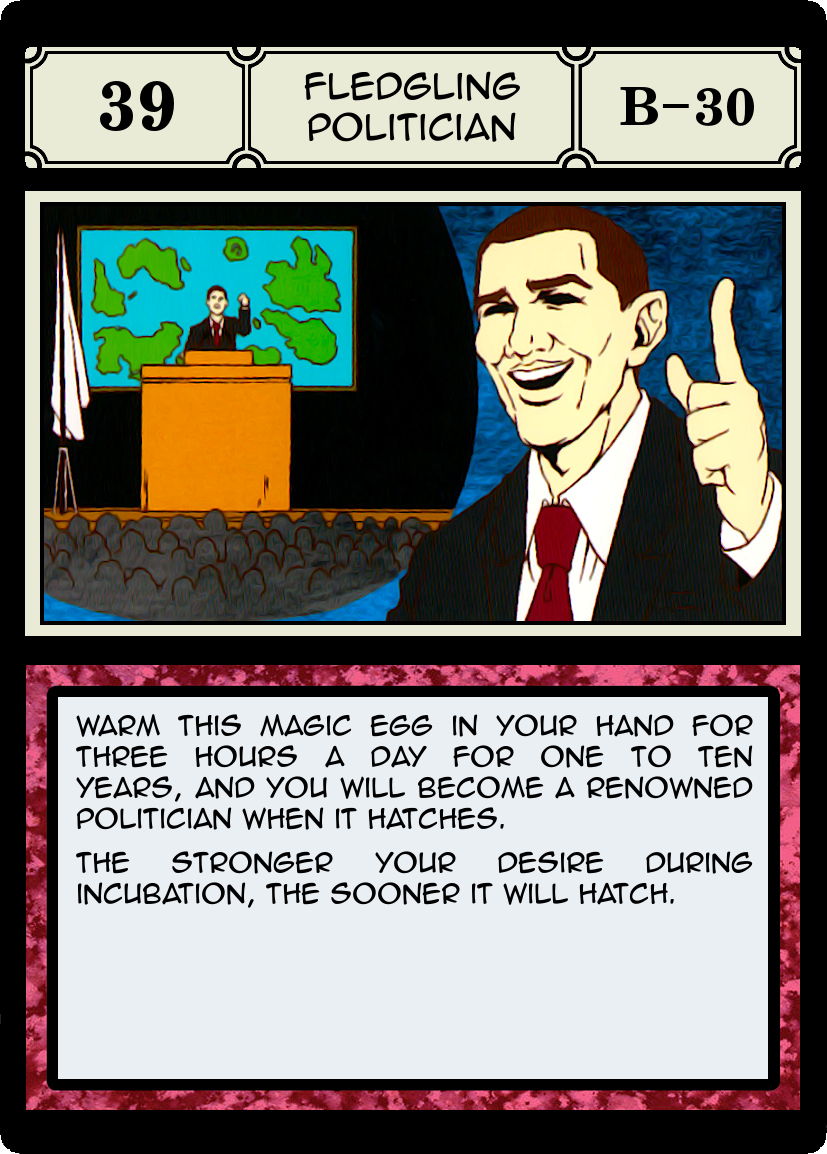 39
FLEDGLING
POLITICIAN
B-30
WARM THIS MAGIC EGG IN YOUR HAND FOR
THREE HOURS A DAY FOR ONE TO TEN
YEARS, AND YOU WILL BECOME A RENOWNED
POLITICIAN WHEN IT HATCHES.
THE STRONGER YOUR DESIRE DURING
INCUBATION, THE SOONER IT WILL HATCH.